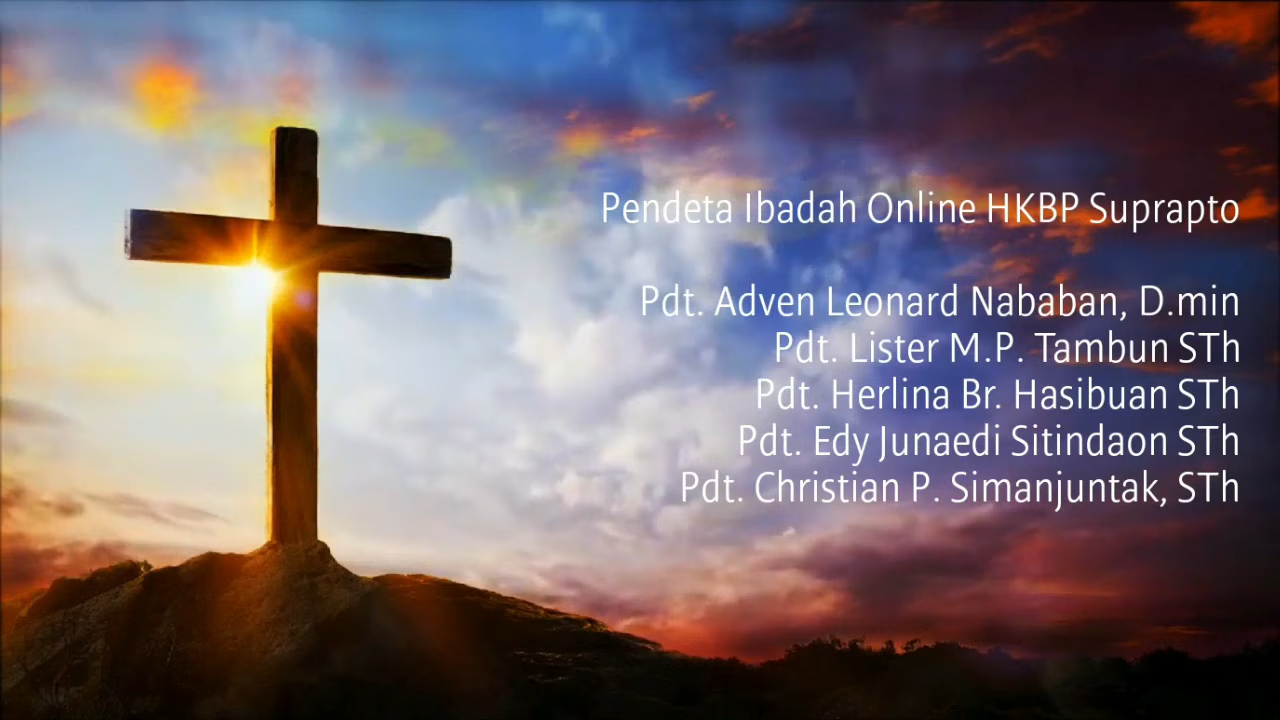 Pendeta Ibadah Online HKBP Suprapto
Pdt. Adven Leonard Nababan, D.min
Pdt. Lister M.P. Tambun STh
Pdt. Herlina Br. Hasibuan STh
Pdt. Edy Junaedi Sitindaon STh
Pdt. Christian P. Simanjuntak, STh